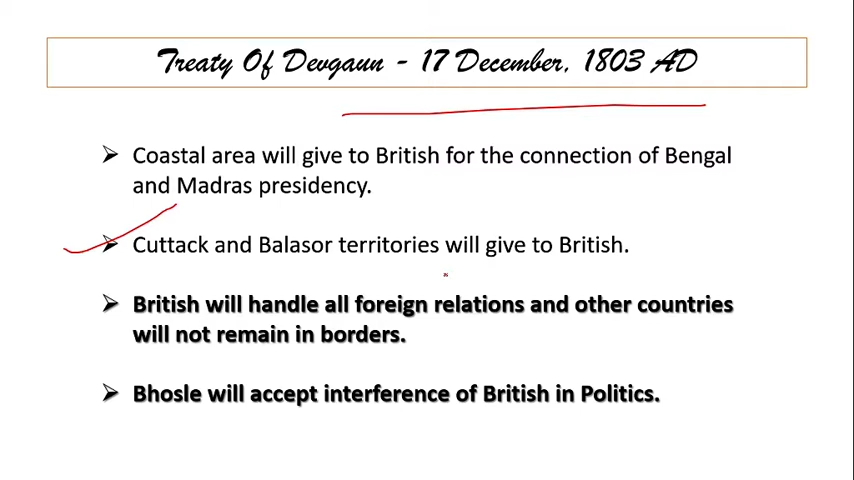 Treaty Of Devgaun - 17 December, 1803 AD
Coastal area will give to British for the connection of Bengal
and Madras presidency.
Cuttack and Balasor territories will give to British.
British will handle all foreign relations and other countries
will not remain in borders.
Bhosle will accept interference of British in Politics.